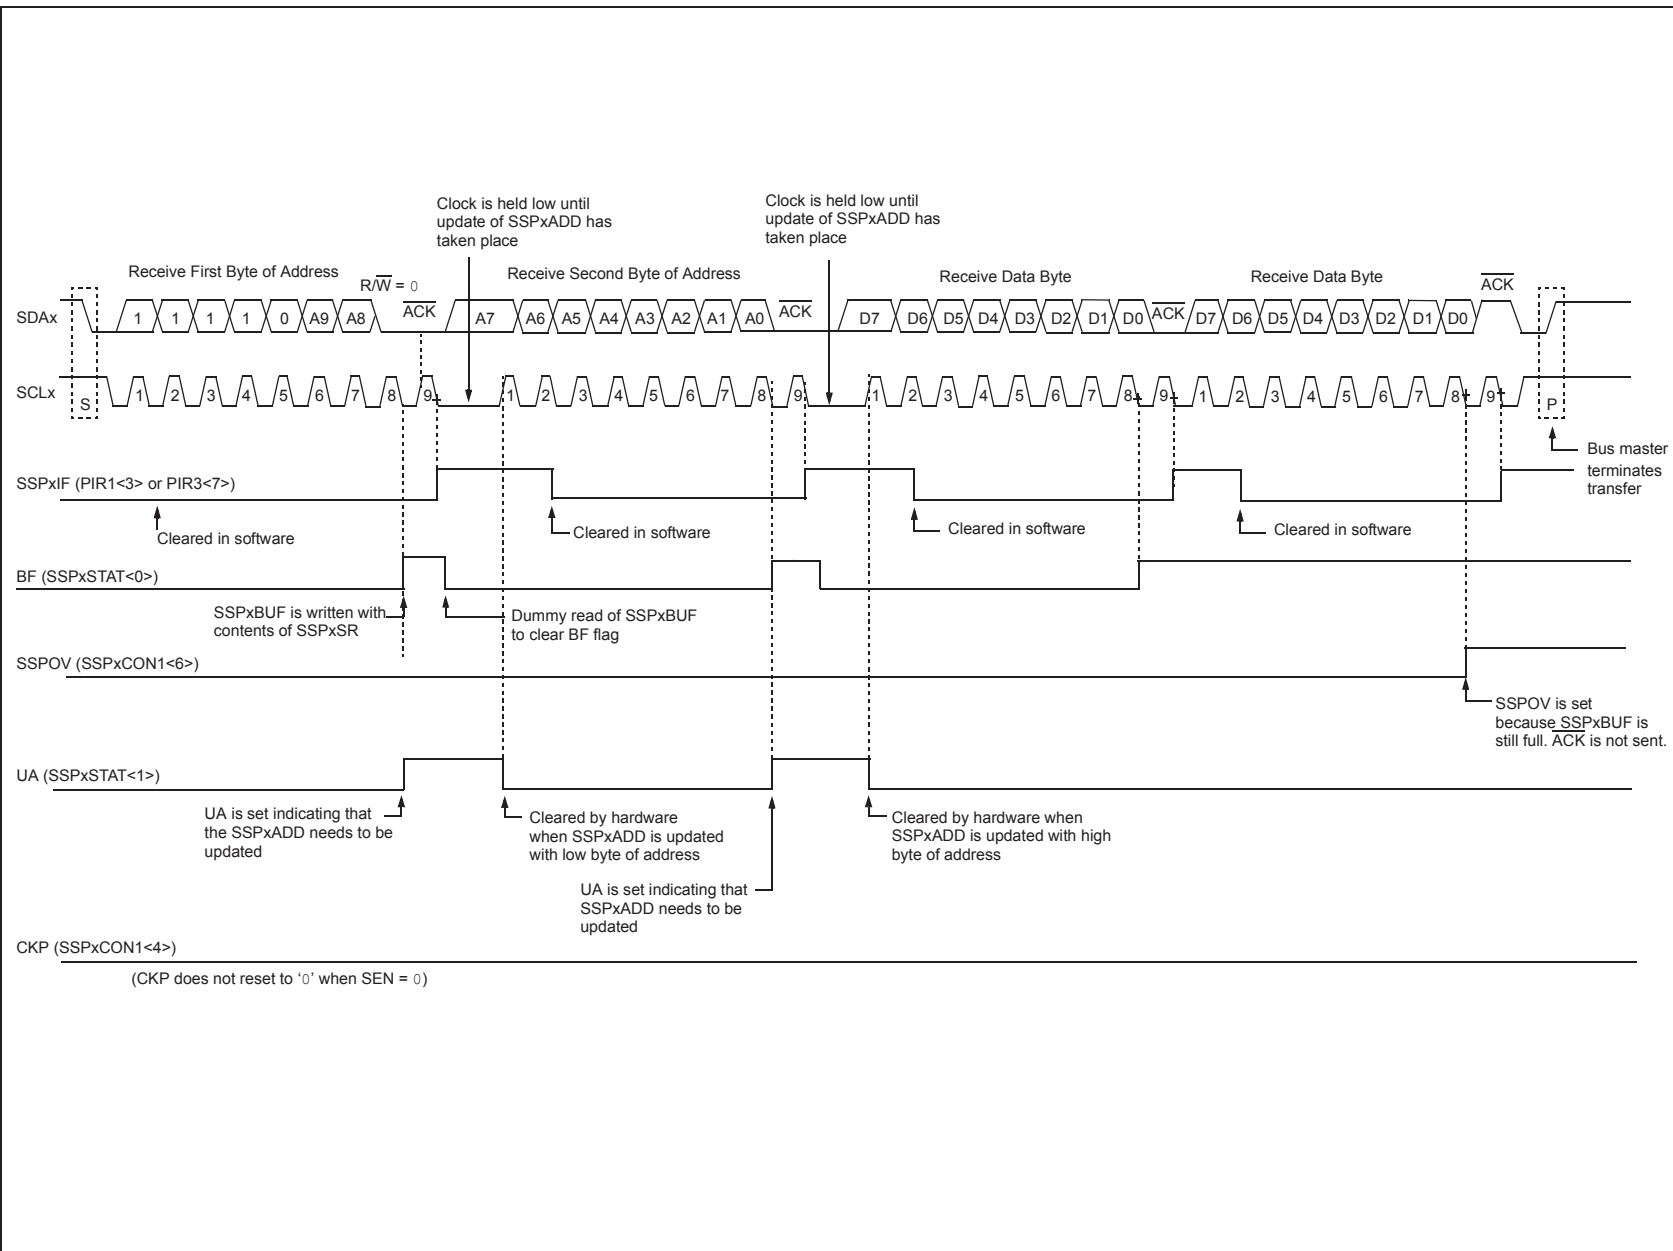 Clock is held low until
update of SSPxADD has
taken place
Clock is held low until
update of SSPxADD has
taken place
Receive First Byte of Address
R/W = 0
ACK
Receive Second Byte of Address
ACK
Receive Data Byte
ACK
Receive Data Byte
ACK
SDAx
1 1 1 1 0 A9 A8 A7 A6 A5 A4 A3 A2 A1 A0 D7 D6 D5 D4 D3 D2 D1 D0 D7 D6 D5 D4 D3 D2 D1 D0
SCLx
S 1 2 3 4 5 6 7 8 9 1 2 3 4 5 6 7 8 9 1 2 3 4 5 6 7 8 9 1 2 3 4 5 6 7 8 9 P
Bus master
terminates
transfer
SSPxIF (PIR1<3> or PIR3<7>)
Cleared in software
Cleared in software
Cleared in software
Cleared in software
BF (SSPxSTAT<0>)
SSPxBUF is written with
contents of SSPxSR
Dummy read of SSPxBUF
to clear BF flag
SSPOV (SSPxCON1<6>)
SSPOV is set
because SSPxBUF is
still full. ACK is not sent.
UA (SSPxSTAT<1>)
UA is set indicating that
the SSPxADD needs to be
updated
Cleared by hardware
when SSPxADD is updated
with low byte of address
UA is set indicating that
SSPxADD needs to be
updated
Cleared by hardware when
SSPxADD is updated with high
byte of address
CKP (SSPxCON1<4>)
(CKP does not reset to ‘0’ when SEN = 0)